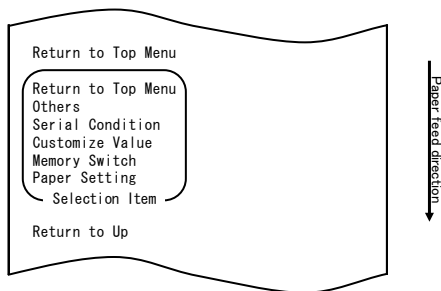 Return to Top Menu
Return to Top Menu
Others
Serial Condition
Customize Value
Memory Switch
Paper Setting
Selection Item
Return to Up
Paper feed direction